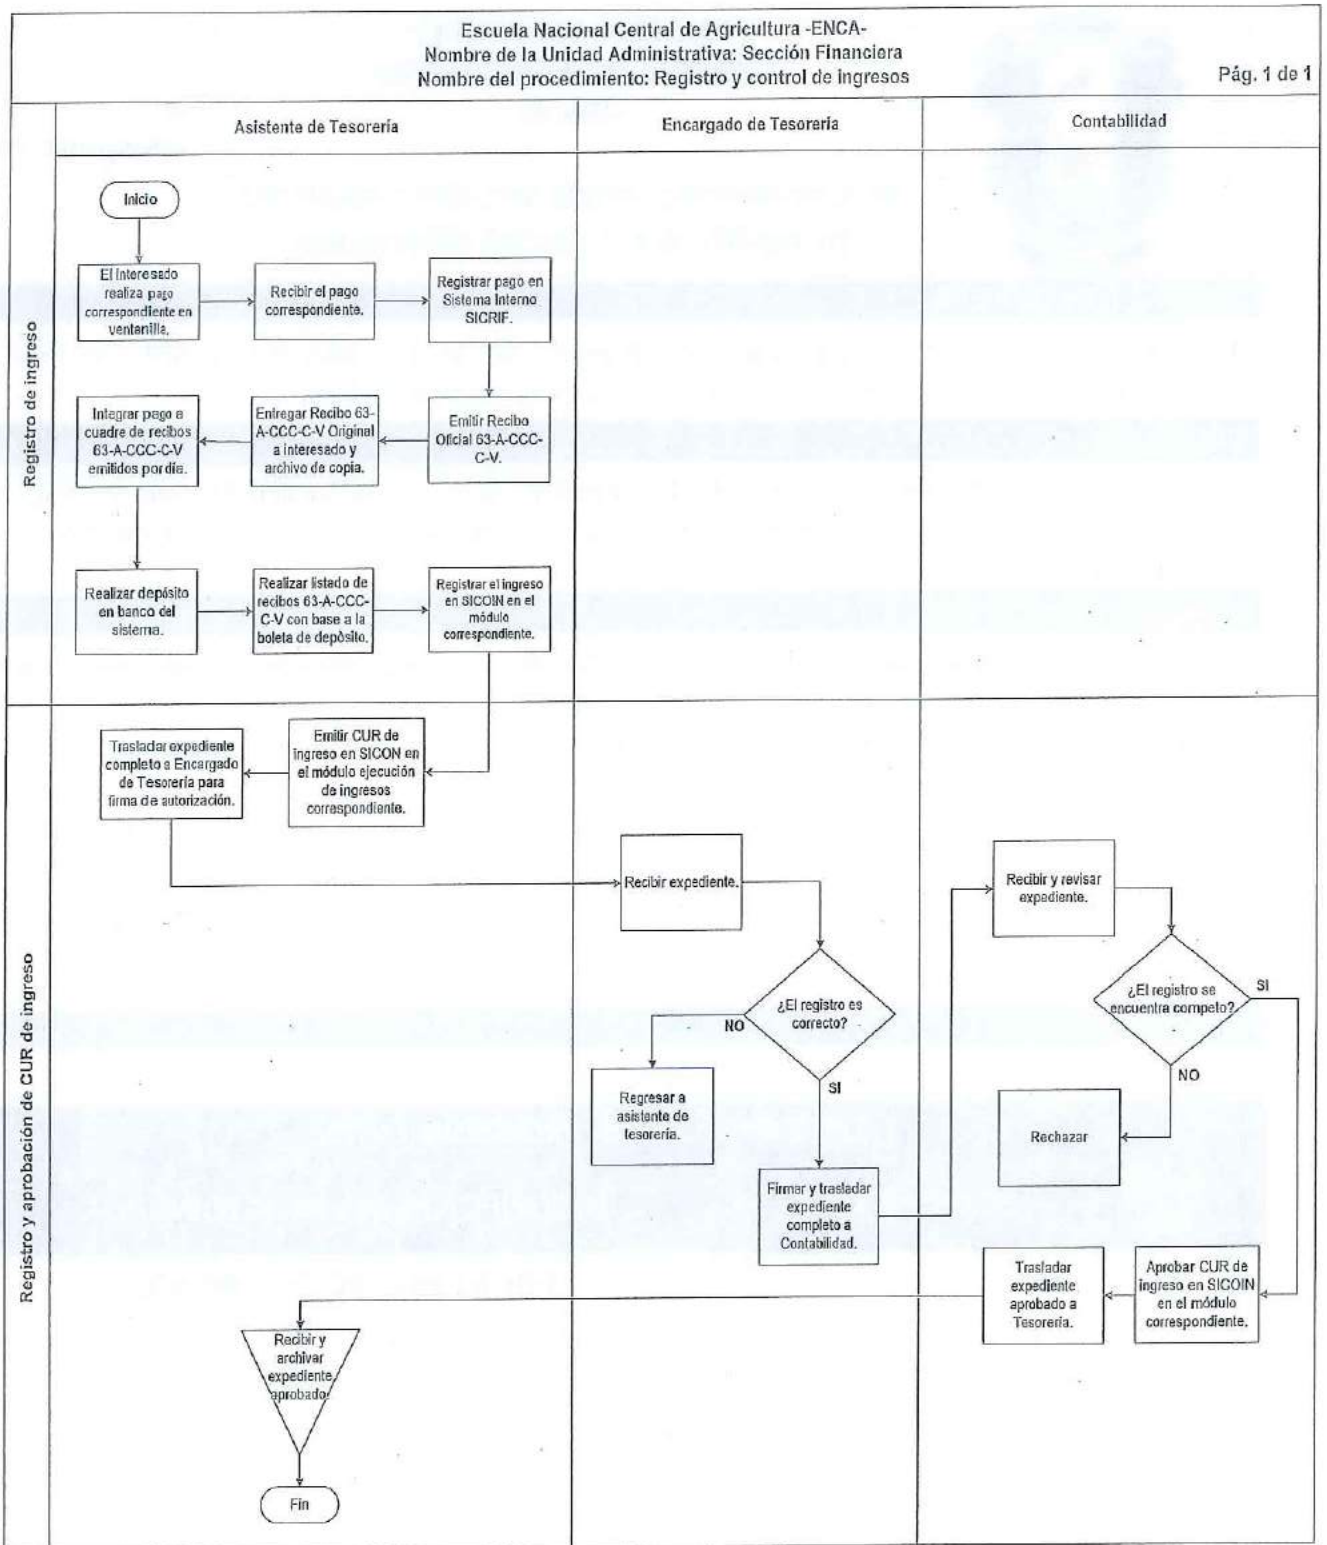 Escuela Nacional Central de Agricultura -ENCA-
Nombre de la Unidad Administrativa: Sección Financiera
Nombre del procedimiento: Registro y control de ingresos
Pág. 1 de 1
Asistente de Tesorería
Encargado de Tesorería
Contabilidad
Registro de ingreso
Inicio
El Interesado
realiza pago
correspondiente en
ventanilla.
Recibir el pago
correspondiente.
Registrar pago en
Sistema Interno
SICRIF.
Emitir Recibo
Oficial 63-A-CCC-
C-V.
Entregar Recibo 63-
A-CCC-C-V Original
a interesado y
archivo de copia.
Integrar pago a
cuadre de recibos
63-A-CCC-C-V
emitidos por día.
Realizar depósito
en banco del
sistema.
Realizar listado de
recibos 63-A-CCC-
C-V con base a la
boleta de depósito.
Registrar el ingreso
en SICOIN en el
módulo
correspondiente.
Registro y aprobación de CUR de ingreso
Emitir CUR de
ingreso en SICON en
el módulo ejecución
de ingresos
correspondiente.
Trasladar expediente
completo a Encargado
de Tesorería para
firma de autorización.
Recibir expediente.
¿El registro es
correcto?
NO
SI
Regresar a
asistente de
tesorería.
Firmar y trasladar
expediente
completo a
Contabilidad.
Recibir y revisar
expediente.
¿El registro se
encuentra competo?
SI
NO
Rechazar
Aprobar CUR de
ingreso en SICOIN
en el módulo
correspondiente.
Trasladar
expediente
aprobado a
Tesorería.
Recibir y
archivar
expediente
aprobado.
Fin